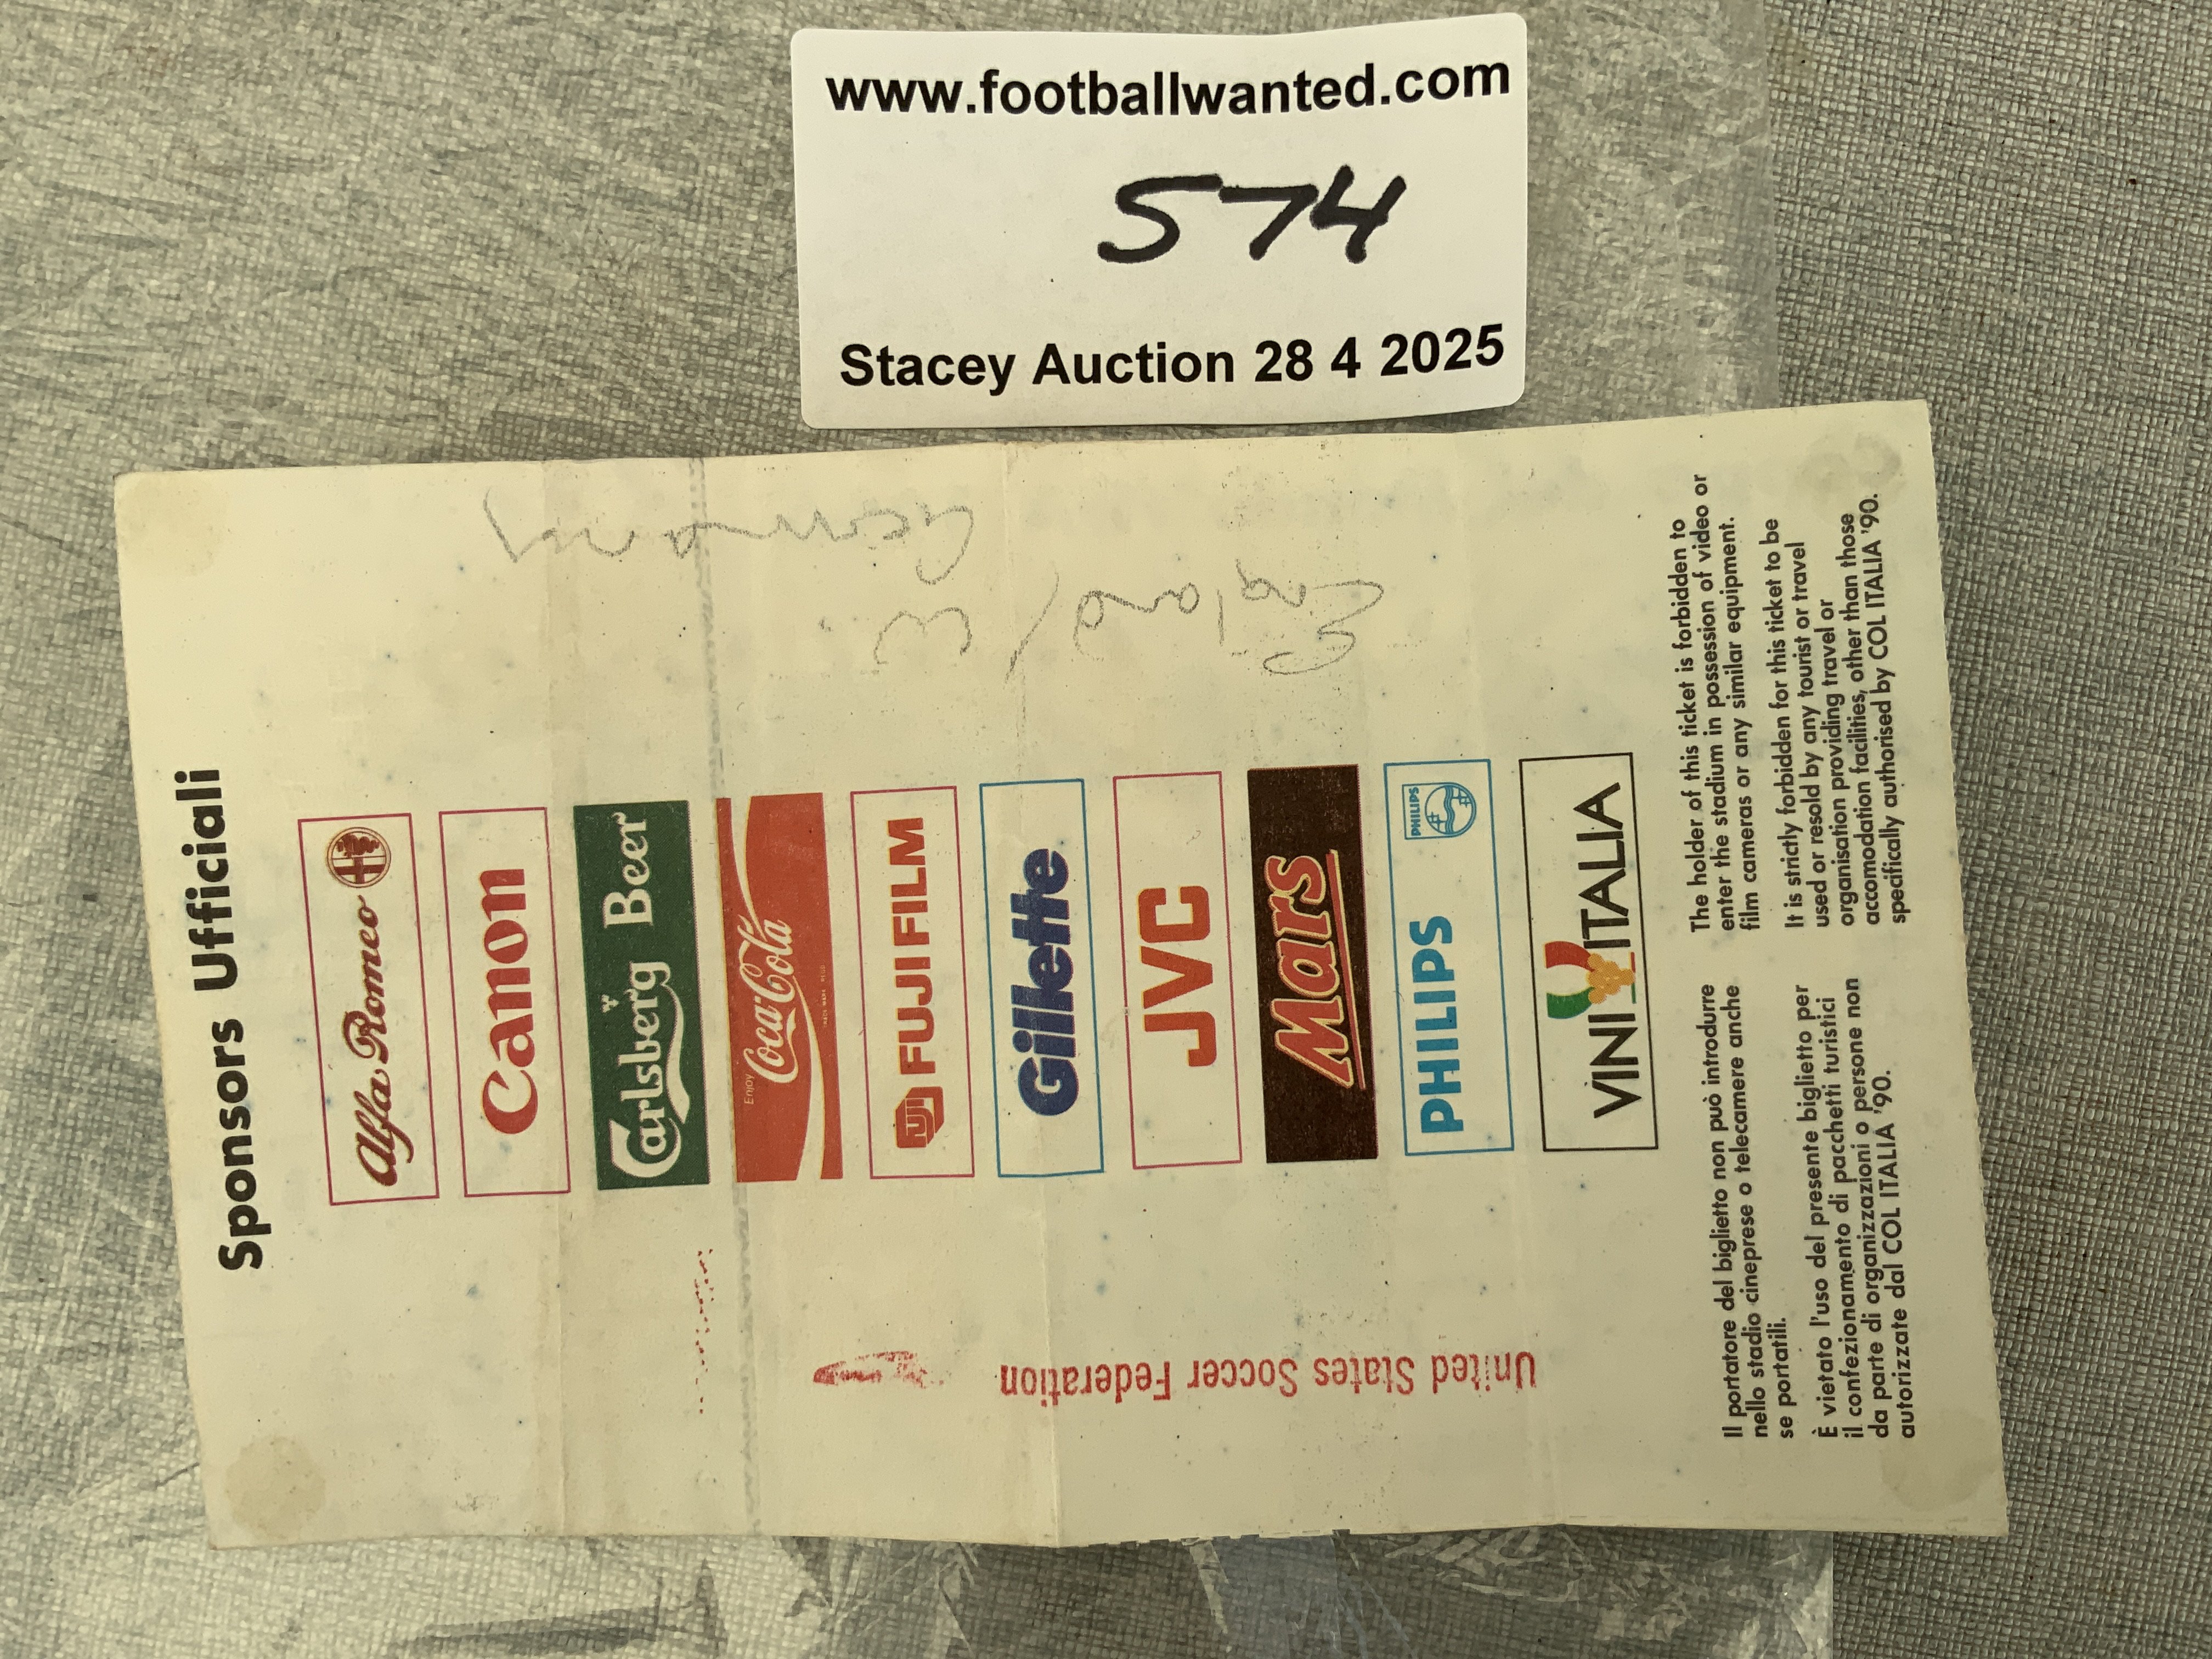 www.footballwanted.com
574
Stacey Auction 28 4 2025
Sponsors Ufficiali
Alfa Romeo
Canon
Carlsberg Beer
Enjoy
Coca-Cola
FUJI FUJI FILM
Gillette
JVC
Mars
PHILIPS PHILIPS
VINI ITALIA
England / W
Germany
United States Soccer Federation
Il portatore del biglietto non può introdurre
nello stadio cineprese o telecamere anche
se portatili.
È vietato l'uso del presente biglietto per
il confezionamento di pacchetti turistici
da parte di organizzazioni o persone non
autorizzate dal COL ITALIA '90.
The holder of this ticket is forbidden to
enter the stadium in possession of video or
film cameras or any similar equipment.
It is strictly forbidden for this ticket to be
used or resold by any tourist or travel
organisation providing travel or
accomodation facilities, other than those
specifically authorised by COL ITALIA '90.